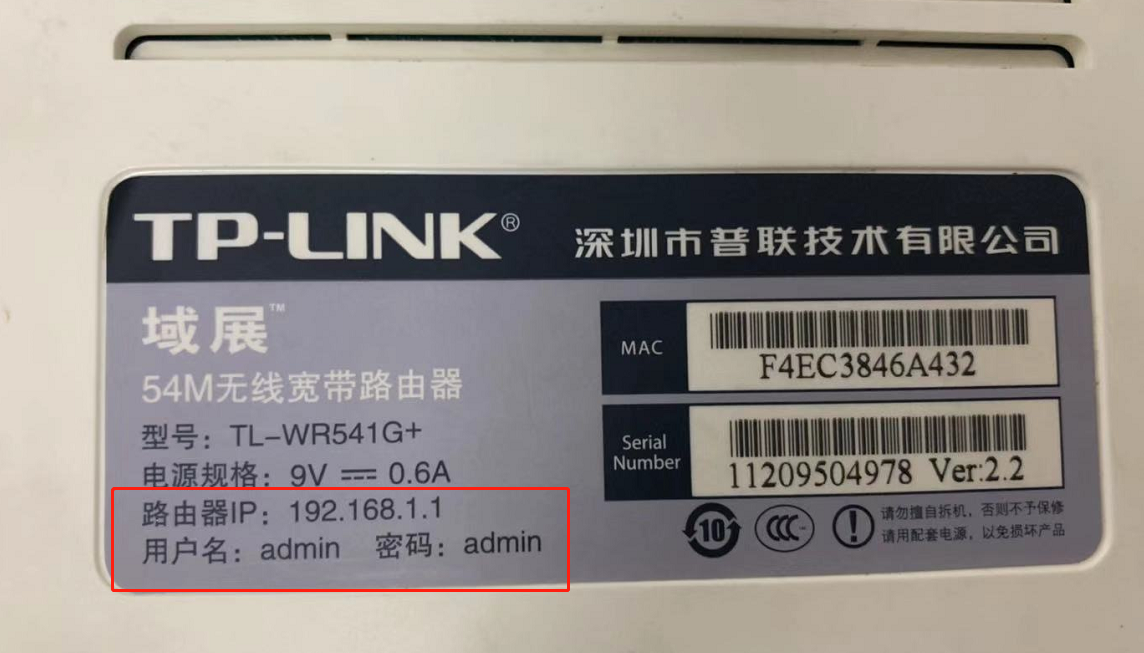 TP-LINK®
深圳市普联技术有限公司
域展™
54M无线宽带路由器
型号：TL-WR541G+
电源规格：9V ⎓ 0.6A
路由器IP：192.168.1.1
用户名：admin 密码：admin
MAC
F4EC3846A432
Serial
Number
11209504978 Ver:2.2
10
CCC
请勿擅自拆机，否则不予保修
请用配套电源，以免损坏产品